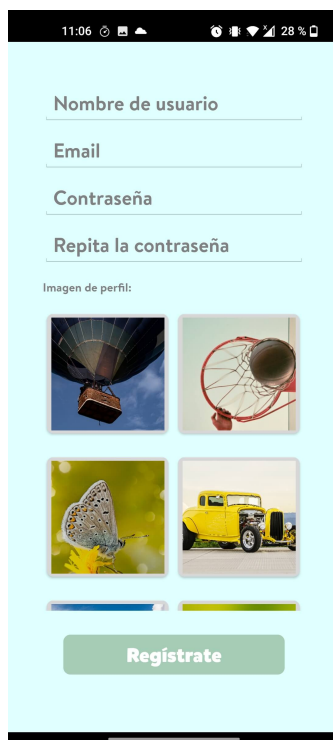 11:06 28 %
Nombre de usuario
Email
Contraseña
Repita la contraseña
Imagen de perfil:
Regístrate